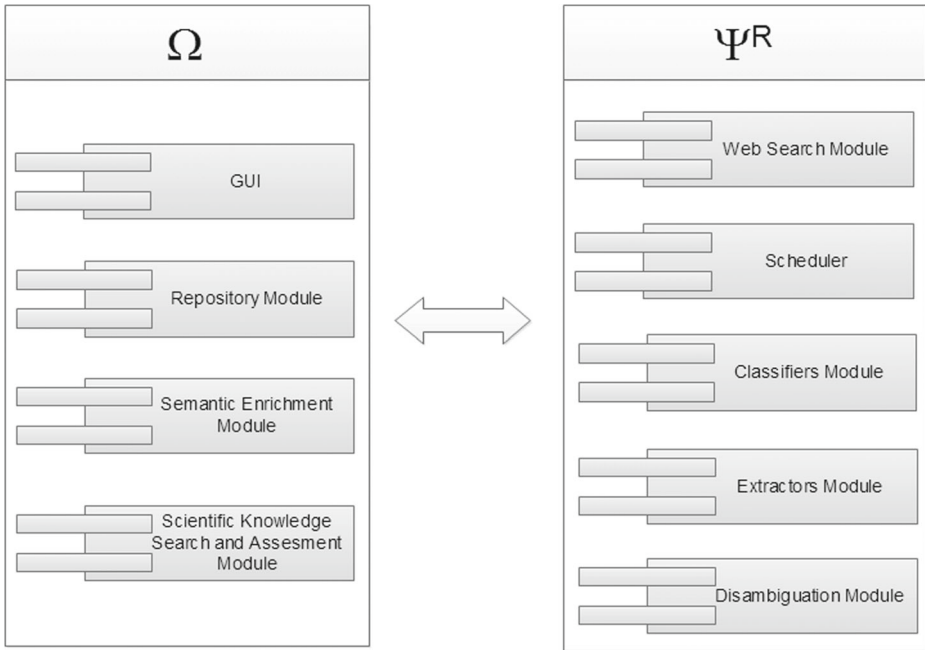 Ω
GUI
Repository Module
Semantic Enrichment
Module
Scientific Knowledge
Search and Assesment
Module
Ψᴿ
Web Search Module
Scheduler
Classifiers Module
Extractors Module
Disambiguation Module